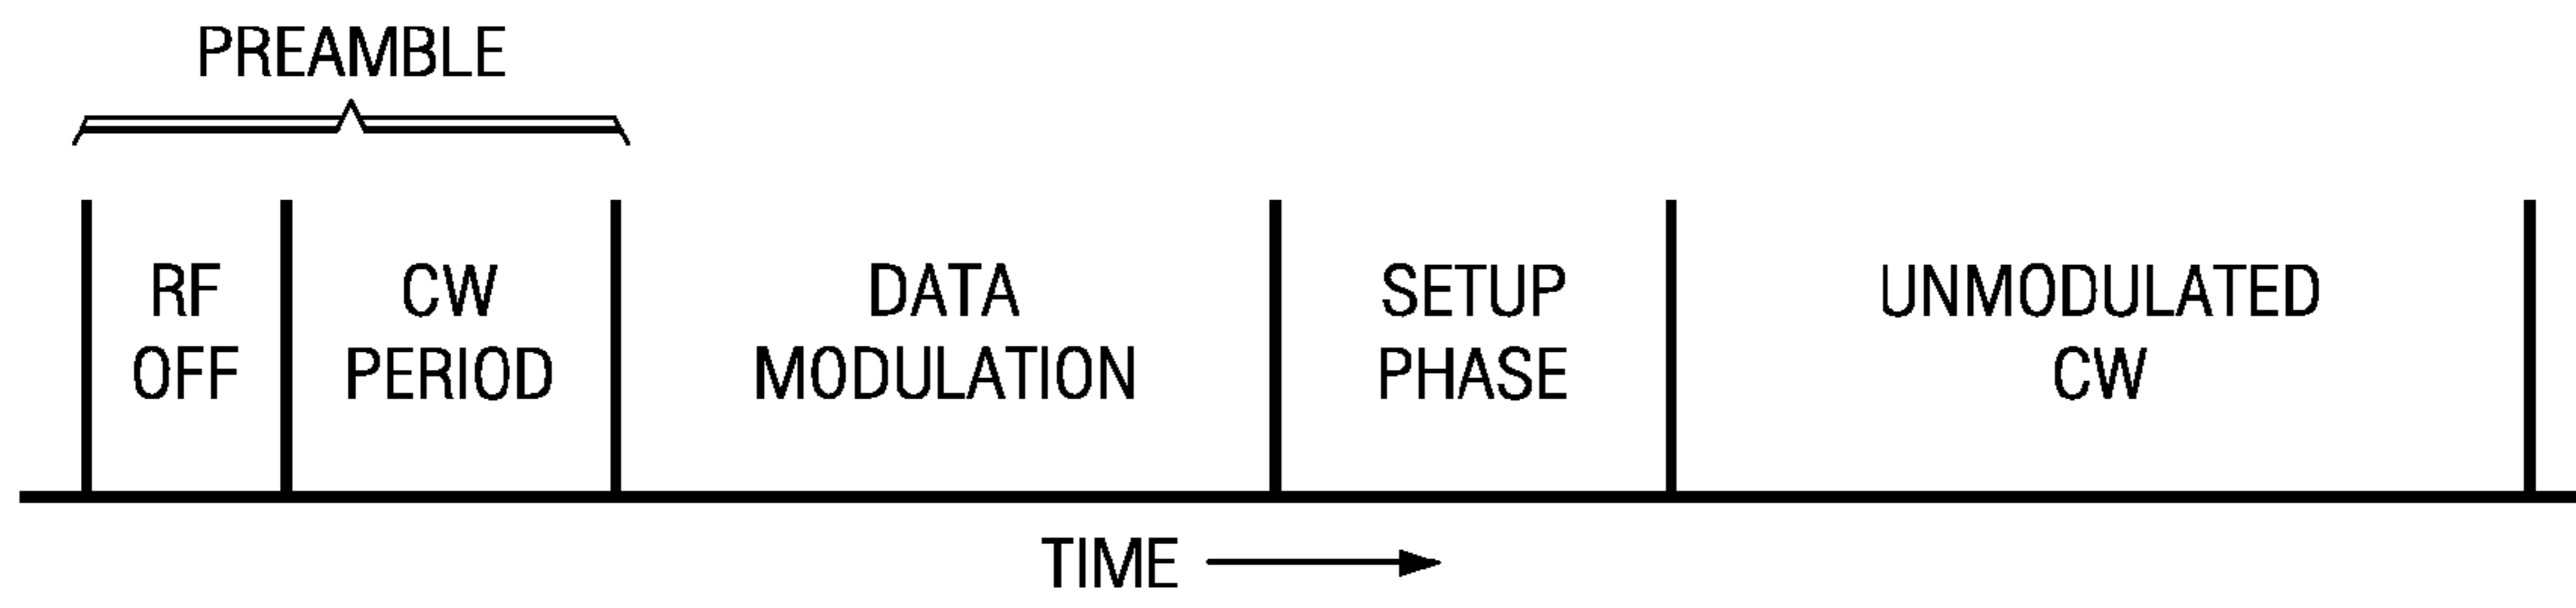 PREAMBLE
RF
OFF
CW
PERIOD
DATA
MODULATION
SETUP
PHASE
UNMODULATED
CW
TIME